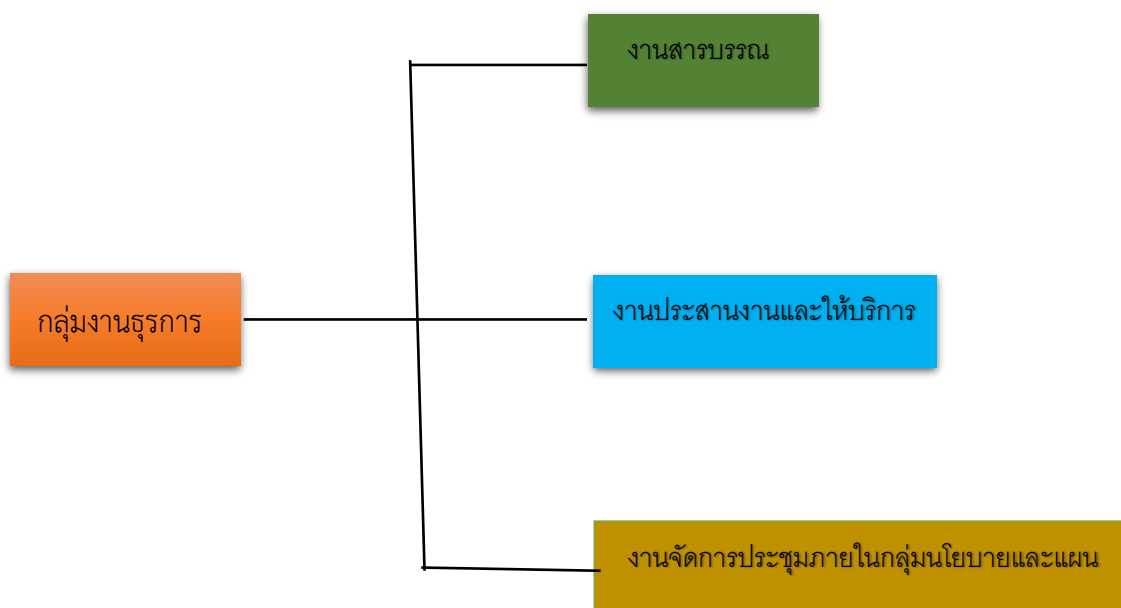 งานสารบรรณ
กลุ่มงานธุรการ
งานประสานงานและให้บริการ
งานจัดการประชุมภายในกลุ่มนโยบายและแผน